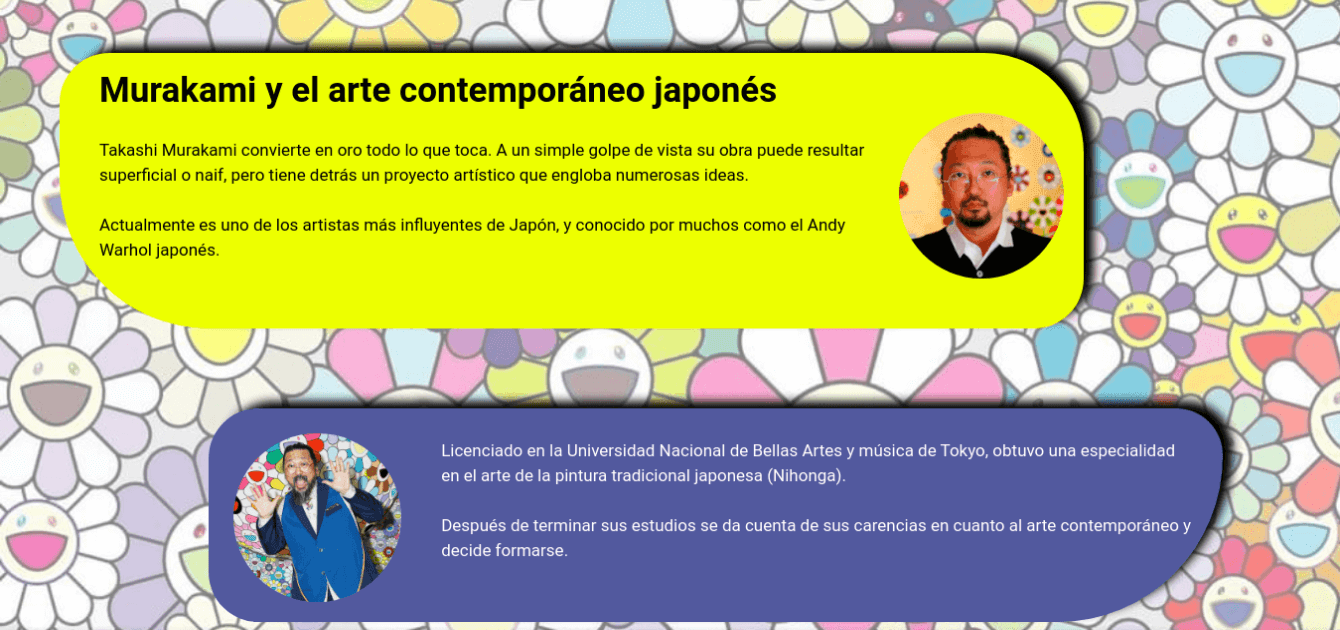 Murakami y el arte contemporáneo japonés
Takashi Murakami convierte en oro todo lo que toca. A un simple golpe de vista su obra puede resultar
superficial o naif, pero tiene detrás un proyecto artístico que engloba numerosas ideas.
Actualmente es uno de los artistas más influyentes de Japón, y conocido por muchos como el Andy
Warhol japonés.
Licenciado en la Universidad Nacional de Bellas Artes y música de Tokyo, obtuvo una especialidad
en el arte de la pintura tradicional japonesa (Nihonga).
Después de terminar sus estudios se da cuenta de sus carencias en cuanto al arte contemporáneo y
decide formarse.